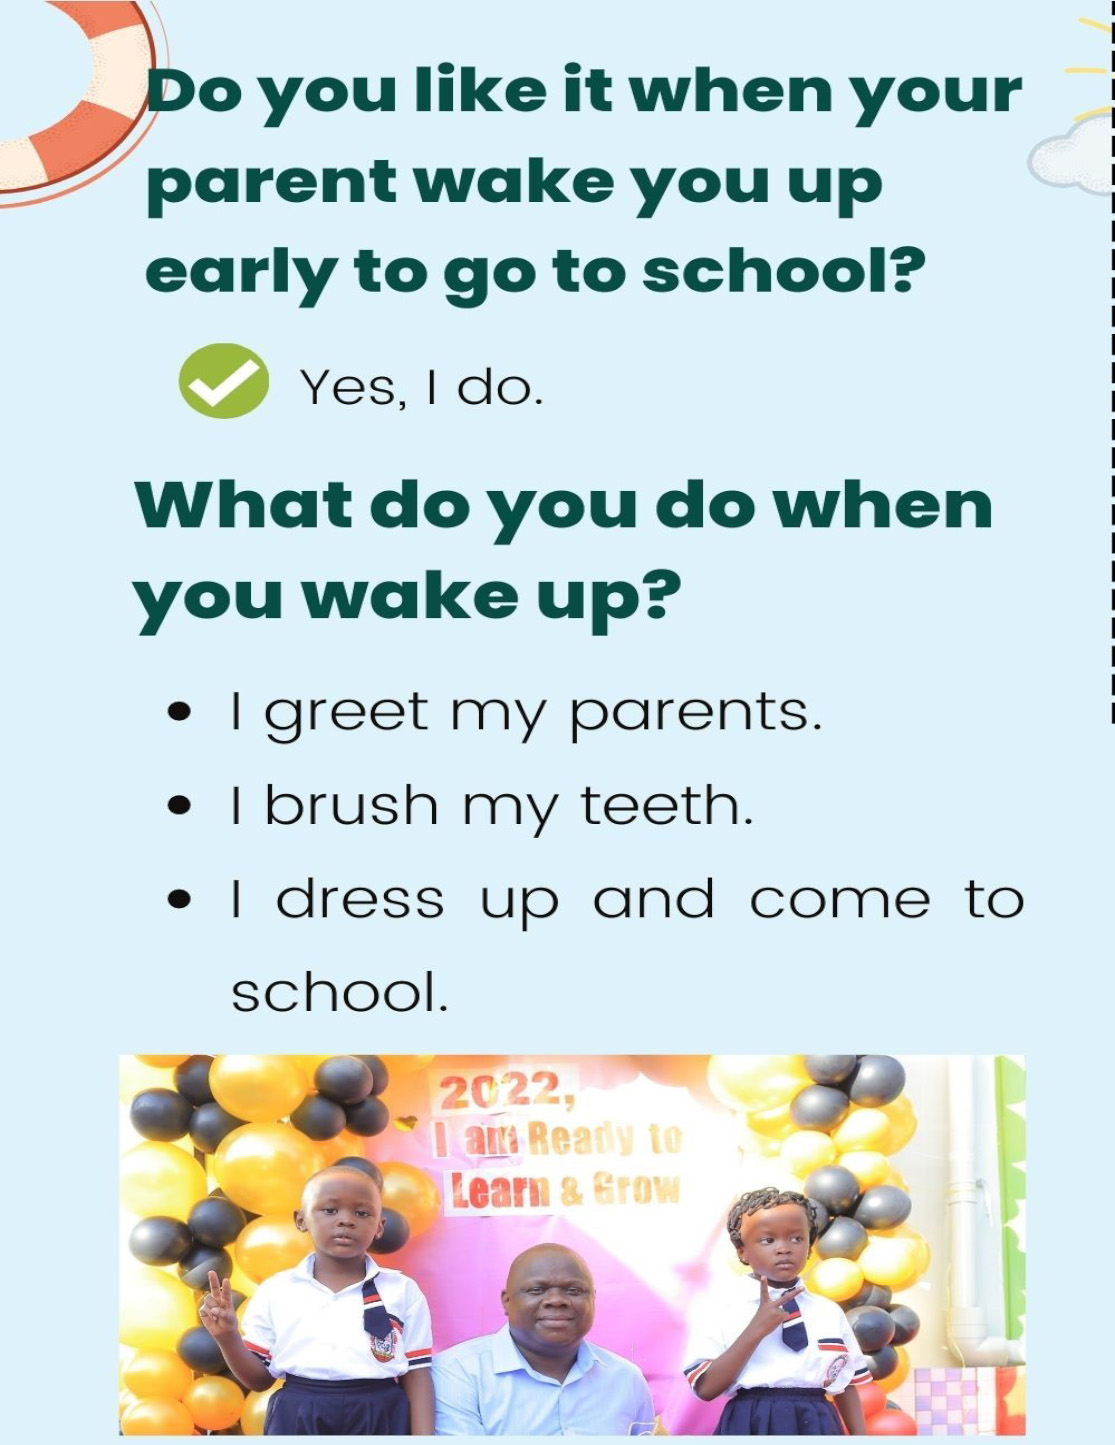 Do you like it when your
parent wake you up
early to go to school?
Yes, I do.
What do you do when
you wake up?
• I greet my parents.
• I brush my teeth.
• I dress up and come to
school.
2022,
I am Ready to
Learn & Grow